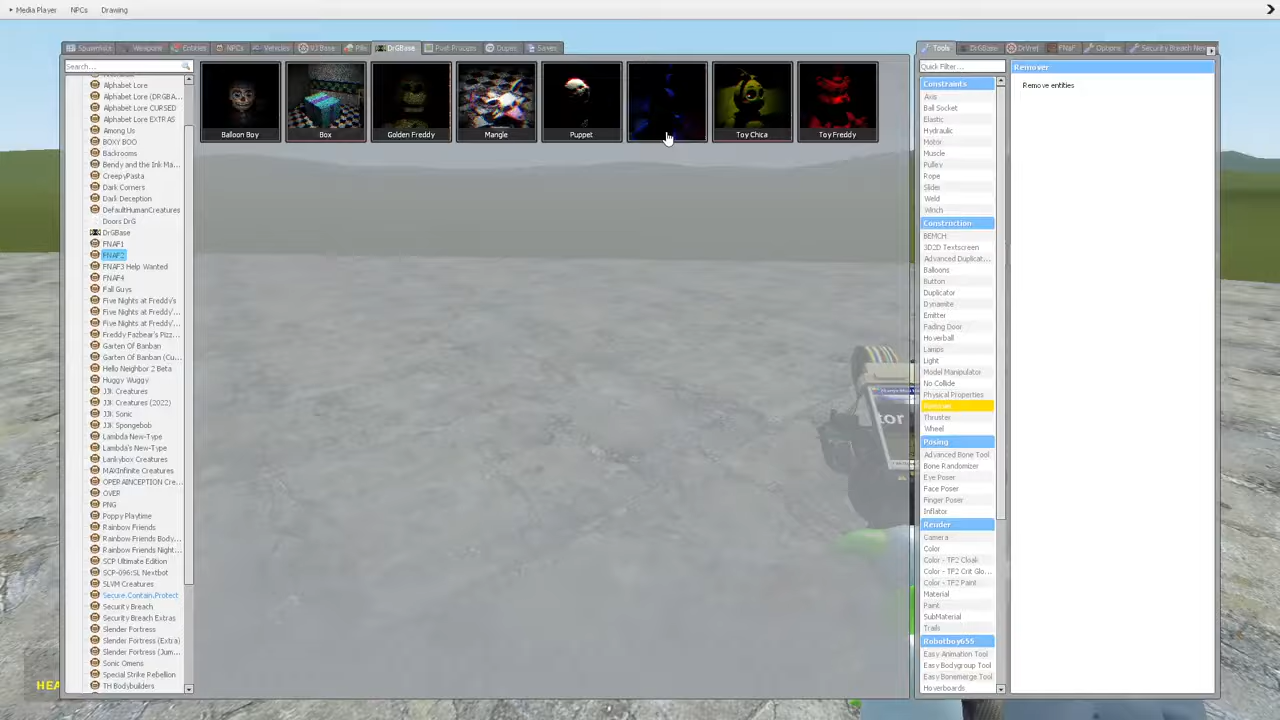 Media Player NPCs Drawing
Spawnlists Weapons Entities NPCs Vehicles VJ Base Pills DrGBase Post Process Dupes Saves
Tools DrGBase DrVret FNaF Options Security Breach Nex
Search...
Alphabet Lore
Alphabet Lore (DRGBA...
Alphabet Lore CURSED
Alphabet Lore EXTRAS
Among Us
BOXY BOO
Backrooms
Bendy and the Ink Ma...
CreepyPasta
Dark Corners
Dark Deception
DefaultHumanCreatures
Doors DrG
DrGBase
FNAF1
FNAF2
FNAF3 Help Wanted
FNAF4
Fall Guys
Five Nights at Freddy's
Five Nights at Freddy'...
Five Nights at Freddy'...
Freddy Fazbear's Pizz...
Garten Of Banban
Garten Of Banban (Cu...
Hello Neighbor 2 Beta
Huggy Wuggy
JJK Creatures
JJK Creatures (2022)
JJK Sonic
JJK Spongebob
Lambda New-Type
Lambda's New-Type
Lankybox Creatures
MAXInfinite Creatures
OPERAINCEPTION Cre...
OVER
PNG
Poppy Playtime
Rainbow Friends
Rainbow Friends Body...
Rainbow Friends Night...
SCP Ultimate Edition
SCP-096:SL Nextbot
SLVM Creatures
Secure.Contain.Protect
Security Breach
Security Breach Extras
Slender Fortress
Slender Fortress (Extra)
Slender Fortress (Jum...
Sonic Omens
Special Strike Rebellion
TH Bodybuilders
Balloon Boy Box Golden Freddy Mangle Puppet Toy Chica Toy Freddy
tor
HEA
Quick Filter...
Constraints
Axis
Ball Socket
Elastic
Hydraulic
Motor
Muscle
Pulley
Rope
Slider
Weld
Winch
Construction
BEMCH
3D2D Textscreen
Advanced Duplicat...
Balloons
Button
Duplicator
Dynamite
Emitter
Fading Door
Hoverball
Lamps
Light
Model Manipulator
No Collide
Physical Properties
Remover
Thruster
Wheel
Posing
Advanced Bone Tool
Bone Randomizer
Eye Poser
Face Poser
Finger Poser
Inflator
Render
Camera
Color
Color - TF2 Cloak
Color - TF2 Crit Glo...
Color - TF2 Paint
Material
Paint
SubMaterial
Trails
Robotboy655
Easy Animation Tool
Easy Bodygroup Tool
Easy Bonemerge Tool
Hoverboards
Remover
Remove entities